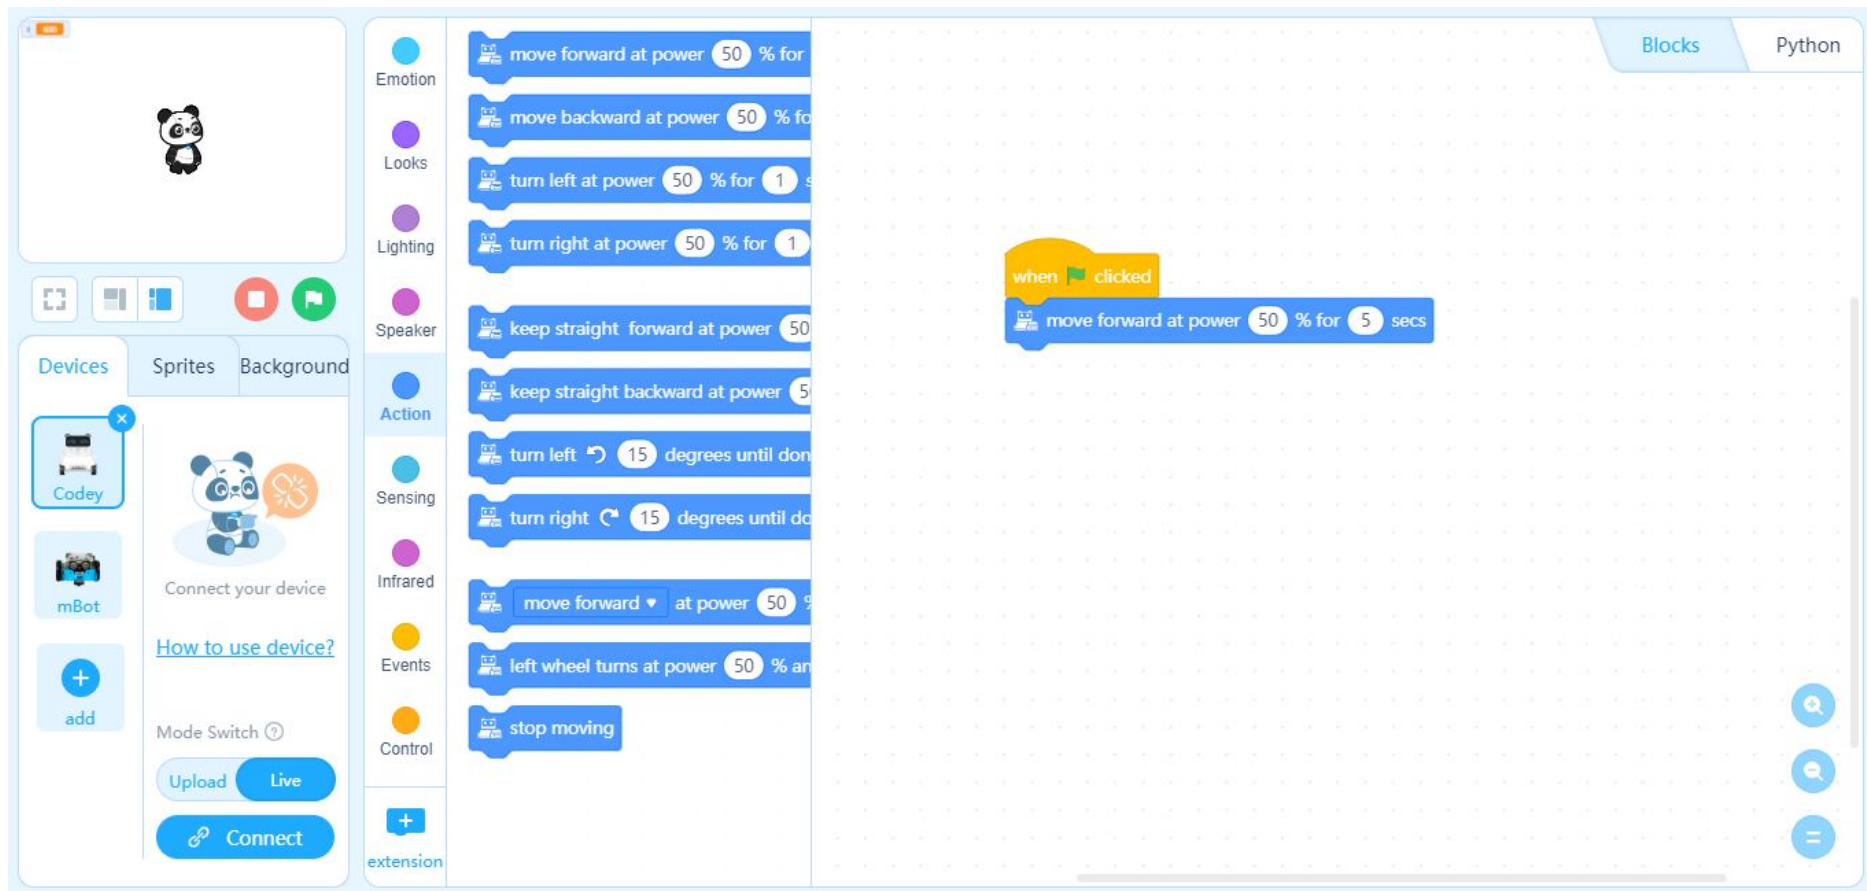 Devices
Sprites
Background
Codey
mBot
add
Connect your device
How to use device?
Mode Switch ?
Upload
Live
Connect
Emotion
Looks
Lighting
Speaker
Action
Sensing
Infrared
Events
Control
extension
move forward at power 50 % for
move backward at power 50 % fo
turn left at power 50 % for 1 s
turn right at power 50 % for 1
keep straight forward at power 50
keep straight backward at power 5
turn left 15 degrees until don
turn right 15 degrees until do
move forward at power 50 %
left wheel turns at power 50 % an
stop moving
Blocks
Python
when clicked
move forward at power 50 % for 5 secs